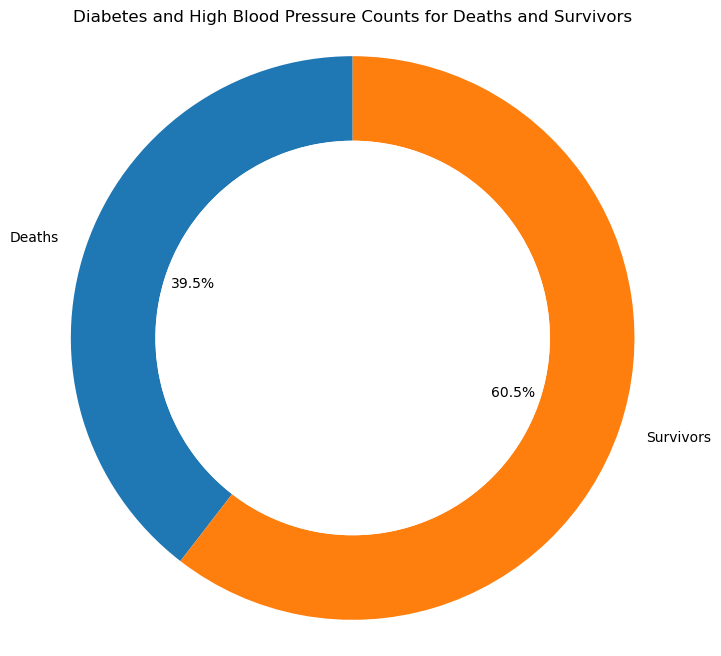 Diabetes and High Blood Pressure Counts for Deaths and Survivors
Deaths
39.5%
60.5%
Survivors